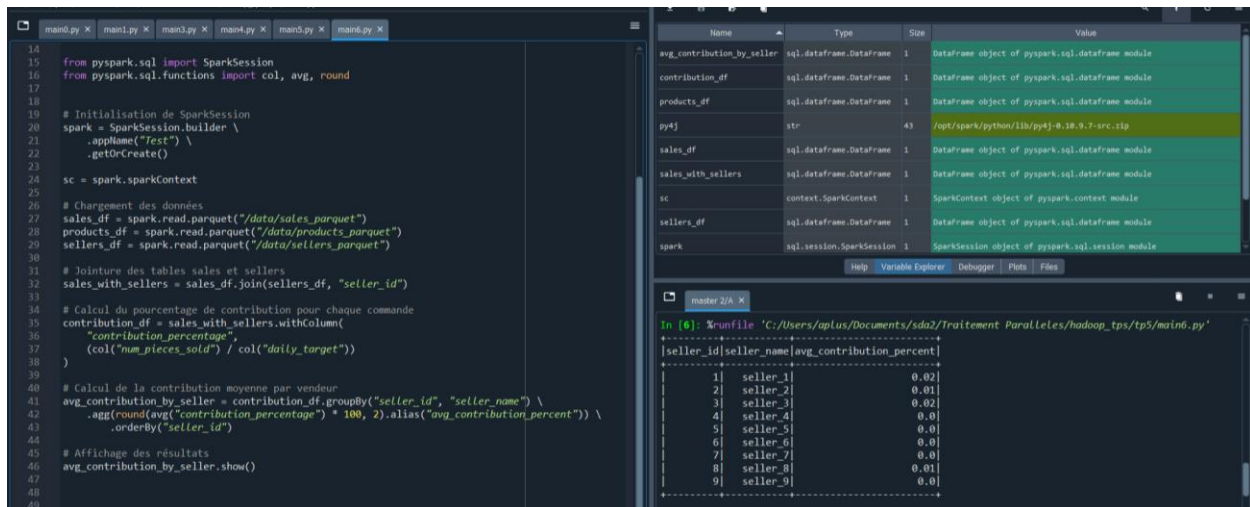 main0.py × main1.py × main3.py × main4.py × main5.py × main6.py ×
14
15 from pyspark.sql import SparkSession
16 from pyspark.sql.functions import col, avg, round
17
18
19 # Initialisation de SparkSession
20 spark = SparkSession.builder \
21     .appName("Test") \
22     .getOrCreate()
23
24 sc = spark.sparkContext
25
26 # Chargement des données
27 sales_df = spark.read.parquet("/data/sales_parquet")
28 products_df = spark.read.parquet("/data/products_parquet")
29 sellers_df = spark.read.parquet("/data/sellers_parquet")
30
31 # Jointure des tables sales et sellers
32 sales_with_sellers = sales_df.join(sellers_df, "seller_id")
33
34 # Calcul du pourcentage de contribution pour chaque commande
35 contribution_df = sales_with_sellers.withColumn(
36     "contribution_percentage",
37     (col("num_pieces_sold") / col("daily_target"))
38 )
39
40 # Calcul de la contribution moyenne par vendeur
41 avg_contribution_by_seller = contribution_df.groupBy("seller_id", "seller_name") \
42     .agg(round(avg("contribution_percentage") * 100, 2).alias("avg_contribution_percent")) \
43         .orderBy("seller_id")
44
45 # Affichage des résultats
46 avg_contribution_by_seller.show()
47
48
49
Name Type Size Value
avg_contribution_by_seller sql.dataframe.DataFrame 1 DataFrame object of pyspark.sql.dataframe module
contribution_df sql.dataframe.DataFrame 1 DataFrame object of pyspark.sql.dataframe module
products_df sql.dataframe.DataFrame 1 DataFrame object of pyspark.sql.dataframe module
py4j str 43 /opt/spark/python/lib/py4j-0.10.9.7-src.zip
sales_df sql.dataframe.DataFrame 1 DataFrame object of pyspark.sql.dataframe module
sales_with_sellers sql.dataframe.DataFrame 1 DataFrame object of pyspark.sql.dataframe module
sc context.SparkContext 1 SparkContext object of pyspark.context module
sellers_df sql.dataframe.DataFrame 1 DataFrame object of pyspark.sql.dataframe module
spark sql.session.SparkSession 1 SparkSession object of pyspark.sql.session module
Help Variable Explorer Debugger Plots Files
master 2/A ×
In [6]: %runfile 'C:/Users/aplus/Documents/sda2/Traitement Paralleles/hadoop_tps/tp5/main6.py'
+---------+-----------+------------------------+
|seller_id|seller_name|avg_contribution_percent|
+---------+-----------+------------------------+
|        1|   seller_1|                    0.02|
|        2|   seller_2|                    0.01|
|        3|   seller_3|                    0.02|
|        4|   seller_4|                     0.0|
|        5|   seller_5|                     0.0|
|        6|   seller_6|                     0.0|
|        7|   seller_7|                     0.0|
|        8|   seller_8|                    0.01|
|        9|   seller_9|                     0.0|
+---------+-----------+------------------------+